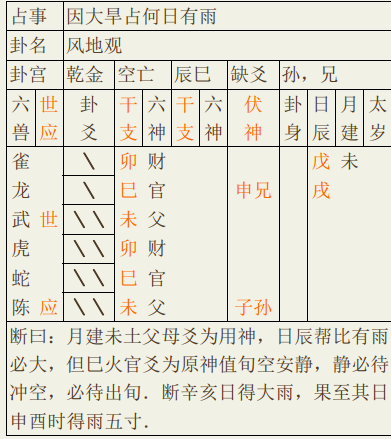 占事 因大旱占何日有雨
卦名 风地观
卦宫 乾金 空亡 辰巳 缺爻 孙，兄
六兽 世应 卦爻 干支 六神 干支 六神 伏神 卦身 日辰 月建 太岁
雀 \ 卯 财 戊 未
龙 \ 巳 官 申兄 戌
武 世 \\ 未 父
虎 \\ 卯 财
蛇 \\ 巳 官
陈 应 \\ 未 父 子孙
断曰：月建未土父母爻为用神，日辰帮比有雨
必大，但巳火官爻为原神值旬空安静，静必待
冲空，必待出旬．断辛亥日得大雨，果至其日
申酉时得雨五寸．